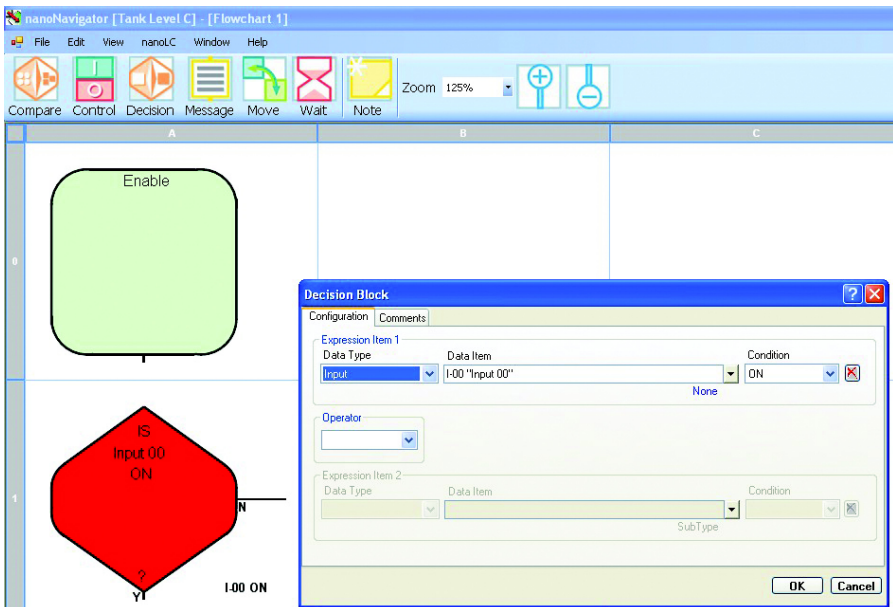 nanoNavigator [Tank Level C] - [Flowchart 1]
File Edit View nanoLC Window Help
Compare Control Decision Message Move Wait Note Zoom 125%
A B C
0
Enable
Decision Block
Configuration Comments
Expression Item 1
Data Type Data Item Condition
Input I-00 "Input 00" ON
None
Operator
Expression Item 2
Data Type Data Item Condition
SubType
OK Cancel
1
IS
Input 00
ON
N
?
Y
I-00 ON